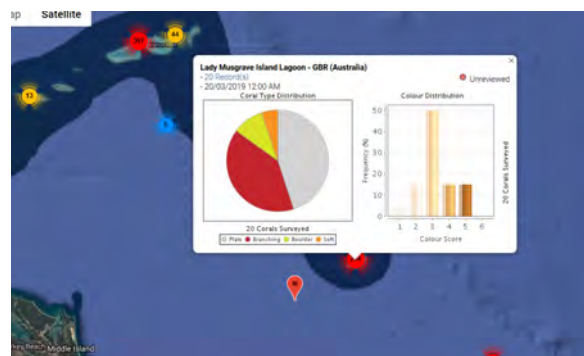 ap Satellite
44
13
Lady Musgrave Island Lagoon - GBR (Australia)
- 20 Record(s)
- 20/03/2019 12:00 AM
Unreviewed
Coral Type Distribution
20 Corals Surveyed
Plate Branching Boulder Soft
Colour Distribution
Frequency (%)
50
40
30
20
10
0
1 2 3 4 5 6
Colour Score
20 Corals Surveyed
Middle Island